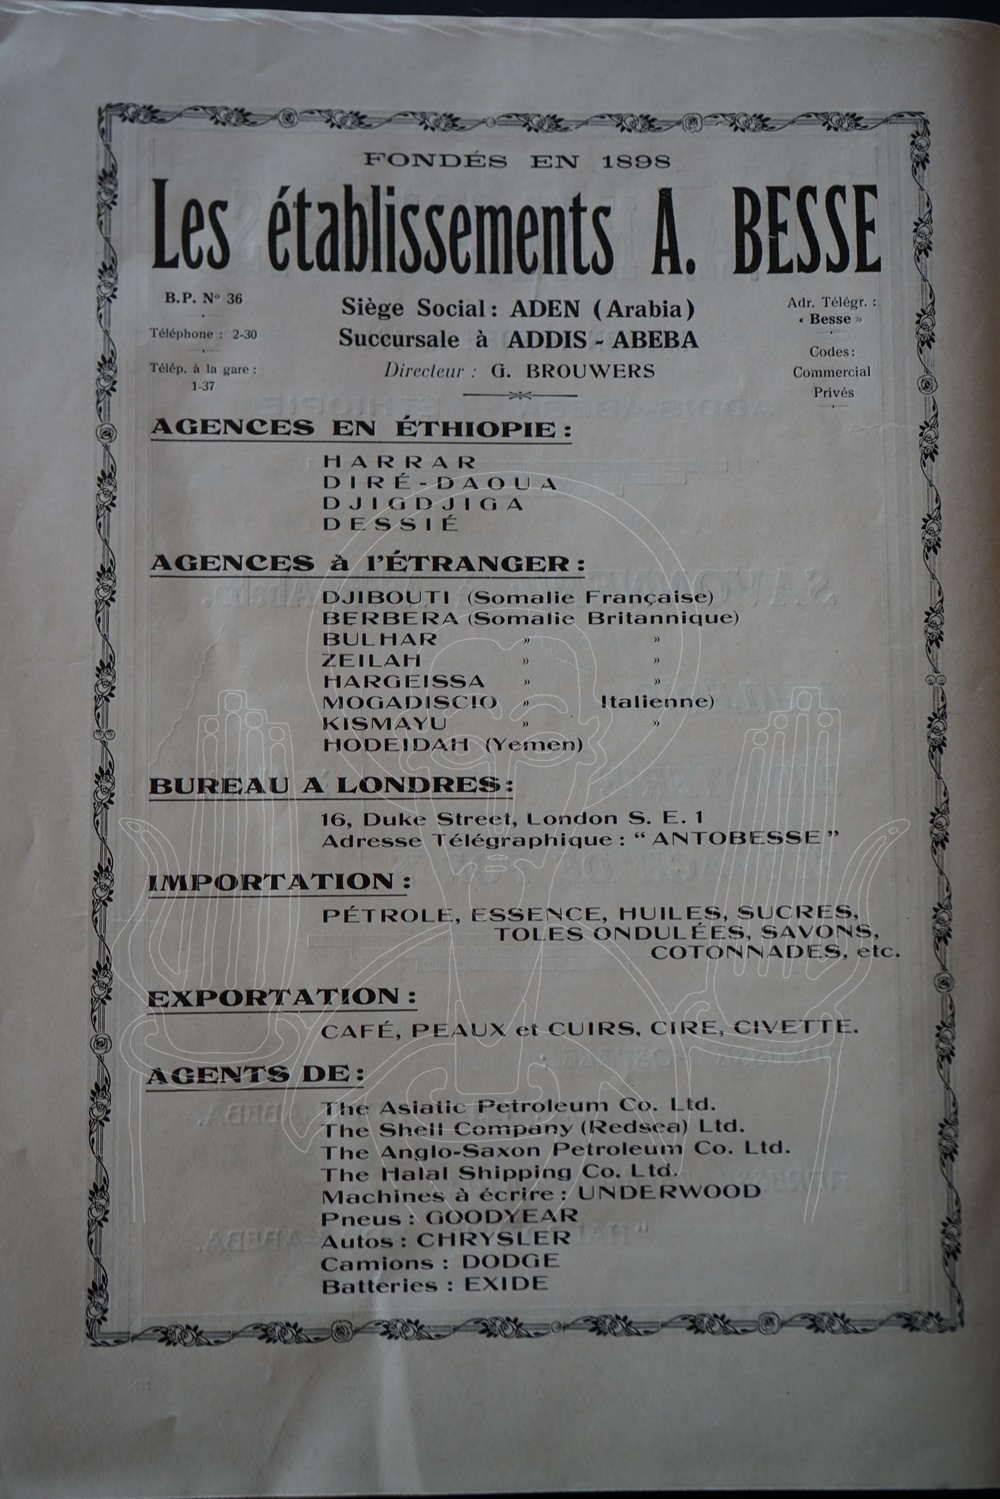 FONDÉS EN 1898
Les établissements A. BESSE
B.P. Nº 36
Téléphone : 2-30
Télép. à la gare :
1-37
Siège Social : ADEN (Arabia)
Succursale à ADDIS - ABEBA
Directeur : G. BROUWERS
Adr. Télégr. :
« Besse »
Codes :
Commercial
Privés
AGENCES EN ÉTHIOPIE :
HARRAR
DIRÉ-DAOUA
DJIGDJIGA
DESSIÉ
AGENCES à l'ÉTRANGER :
DJIBOUTI (Somalie Française)
BERBERA (Somalie Britannique)
BULHAR » »
ZEILAH » »
HARGEISSA » »
MOGADISCIO » Italienne)
KISMAYU » »
HODEIDAH (Yemen)
BUREAU A LONDRES :
16, Duke Street, London S. E. 1
Adresse Télégraphique : “ ANTOBESSE ”
IMPORTATION :
PÉTROLE, ESSENCE, HUILES, SUCRES,
TOLES ONDULÉES, SAVONS,
COTONNADES, etc.
EXPORTATION :
CAFÉ, PEAUX et CUIRS, CIRE, CIVETTE.
AGENTS DE :
The Asiatic Petroleum Co. Ltd.
The Shell Company (Redsea) Ltd.
The Anglo-Saxon Petroleum Co. Ltd.
The Halal Shipping Co. Ltd.
Machines à écrire : UNDERWOOD
Pneus : GOODYEAR
Autos : CHRYSLER
Camions : DODGE
Batteries : EXIDE